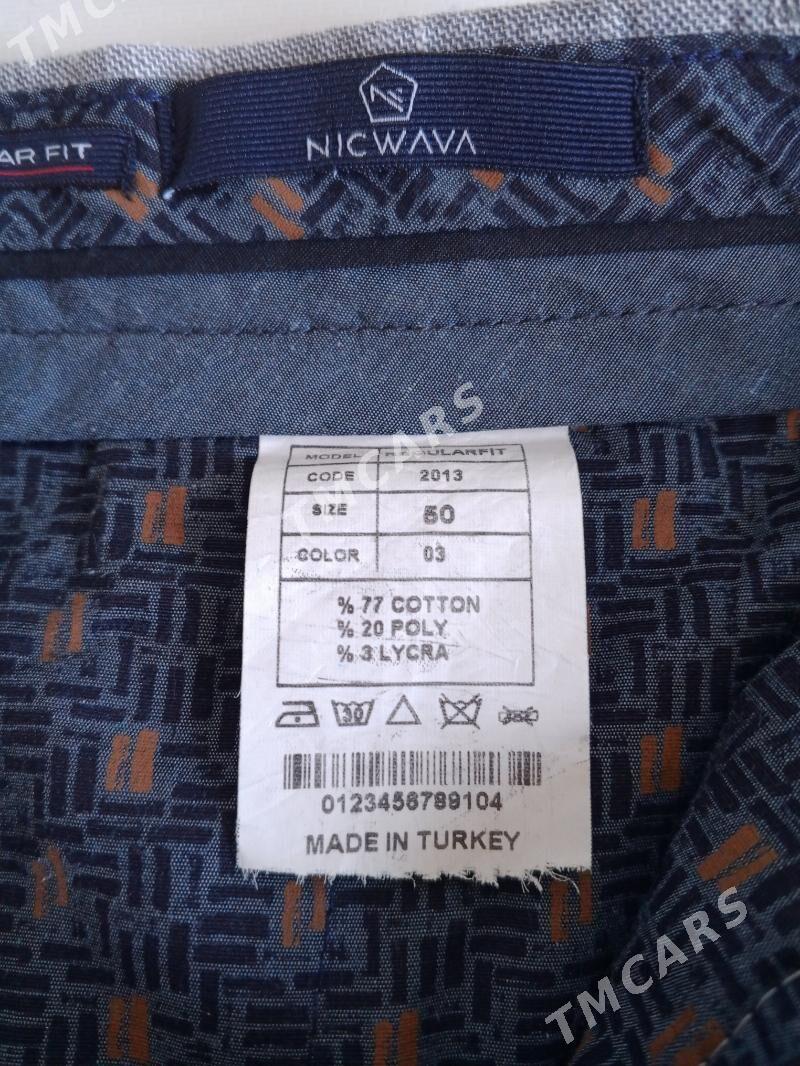 TMCARS
NS
NICWAVA
AR FIT
TMCARS
MODEL REGULARFIT
CODE 2013
SIZE 50
COLOR 03
% 77 COTTON
% 20 POLY
% 3 LYCRA
30
0123456789104
MADE IN TURKEY
TMCARS